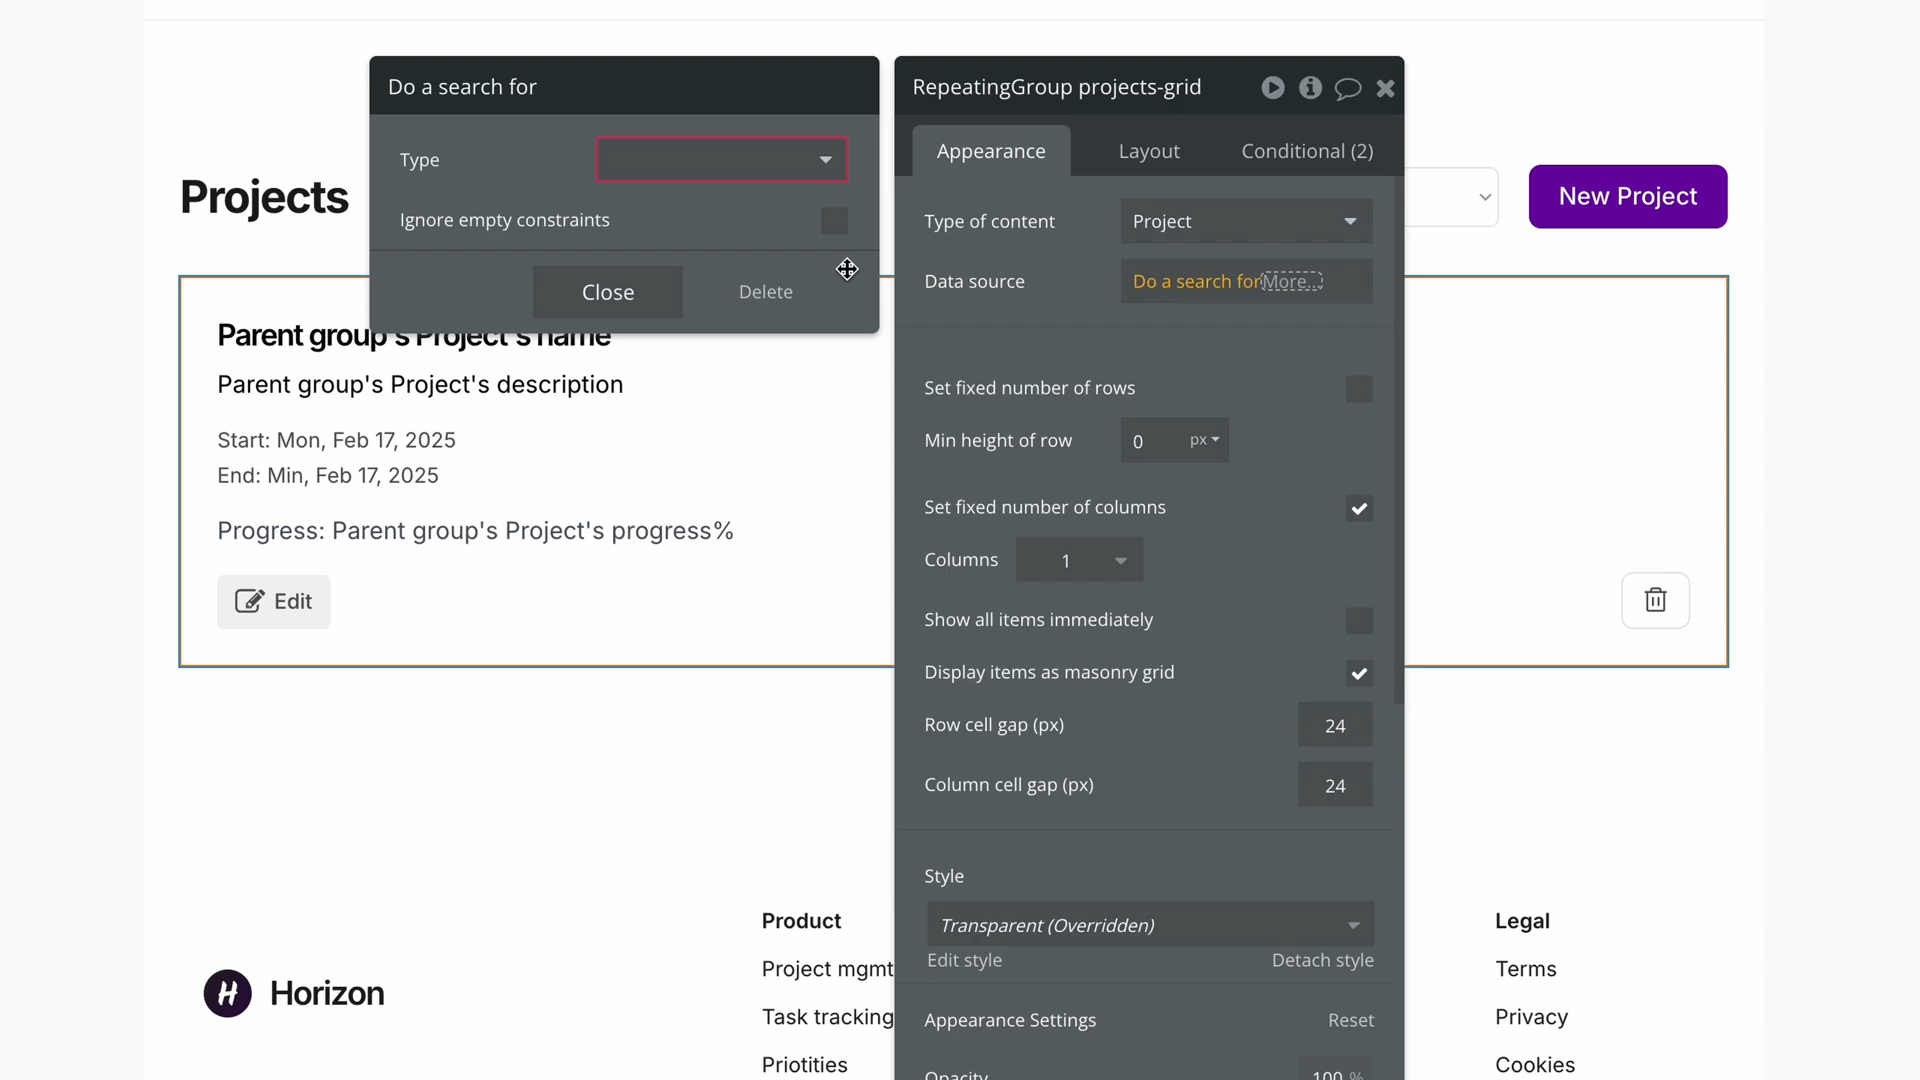 Do a search for
Type
Ignore empty constraints
Close
Delete
RepeatingGroup projects-grid
Appearance
Layout
Conditional (2)
Type of content
Project
Data source
Do a search for
More...
Set fixed number of rows
Min height of row
0
px
Set fixed number of columns
Columns
1
Show all items immediately
Display items as masonry grid
Row cell gap (px)
24
Column cell gap (px)
24
Style
Transparent (Overridden)
Edit style
Detach style
Appearance Settings
Reset
Opacity
100 %
Projects
New Project
Parent group's Project's name
Parent group's Project's description
Start: Mon, Feb 17, 2025
End: Min, Feb 17, 2025
Progress: Parent group's Project's progress%
Edit
H
Horizon
Product
Project mgmt
Task tracking
Priotities
Legal
Terms
Privacy
Cookies